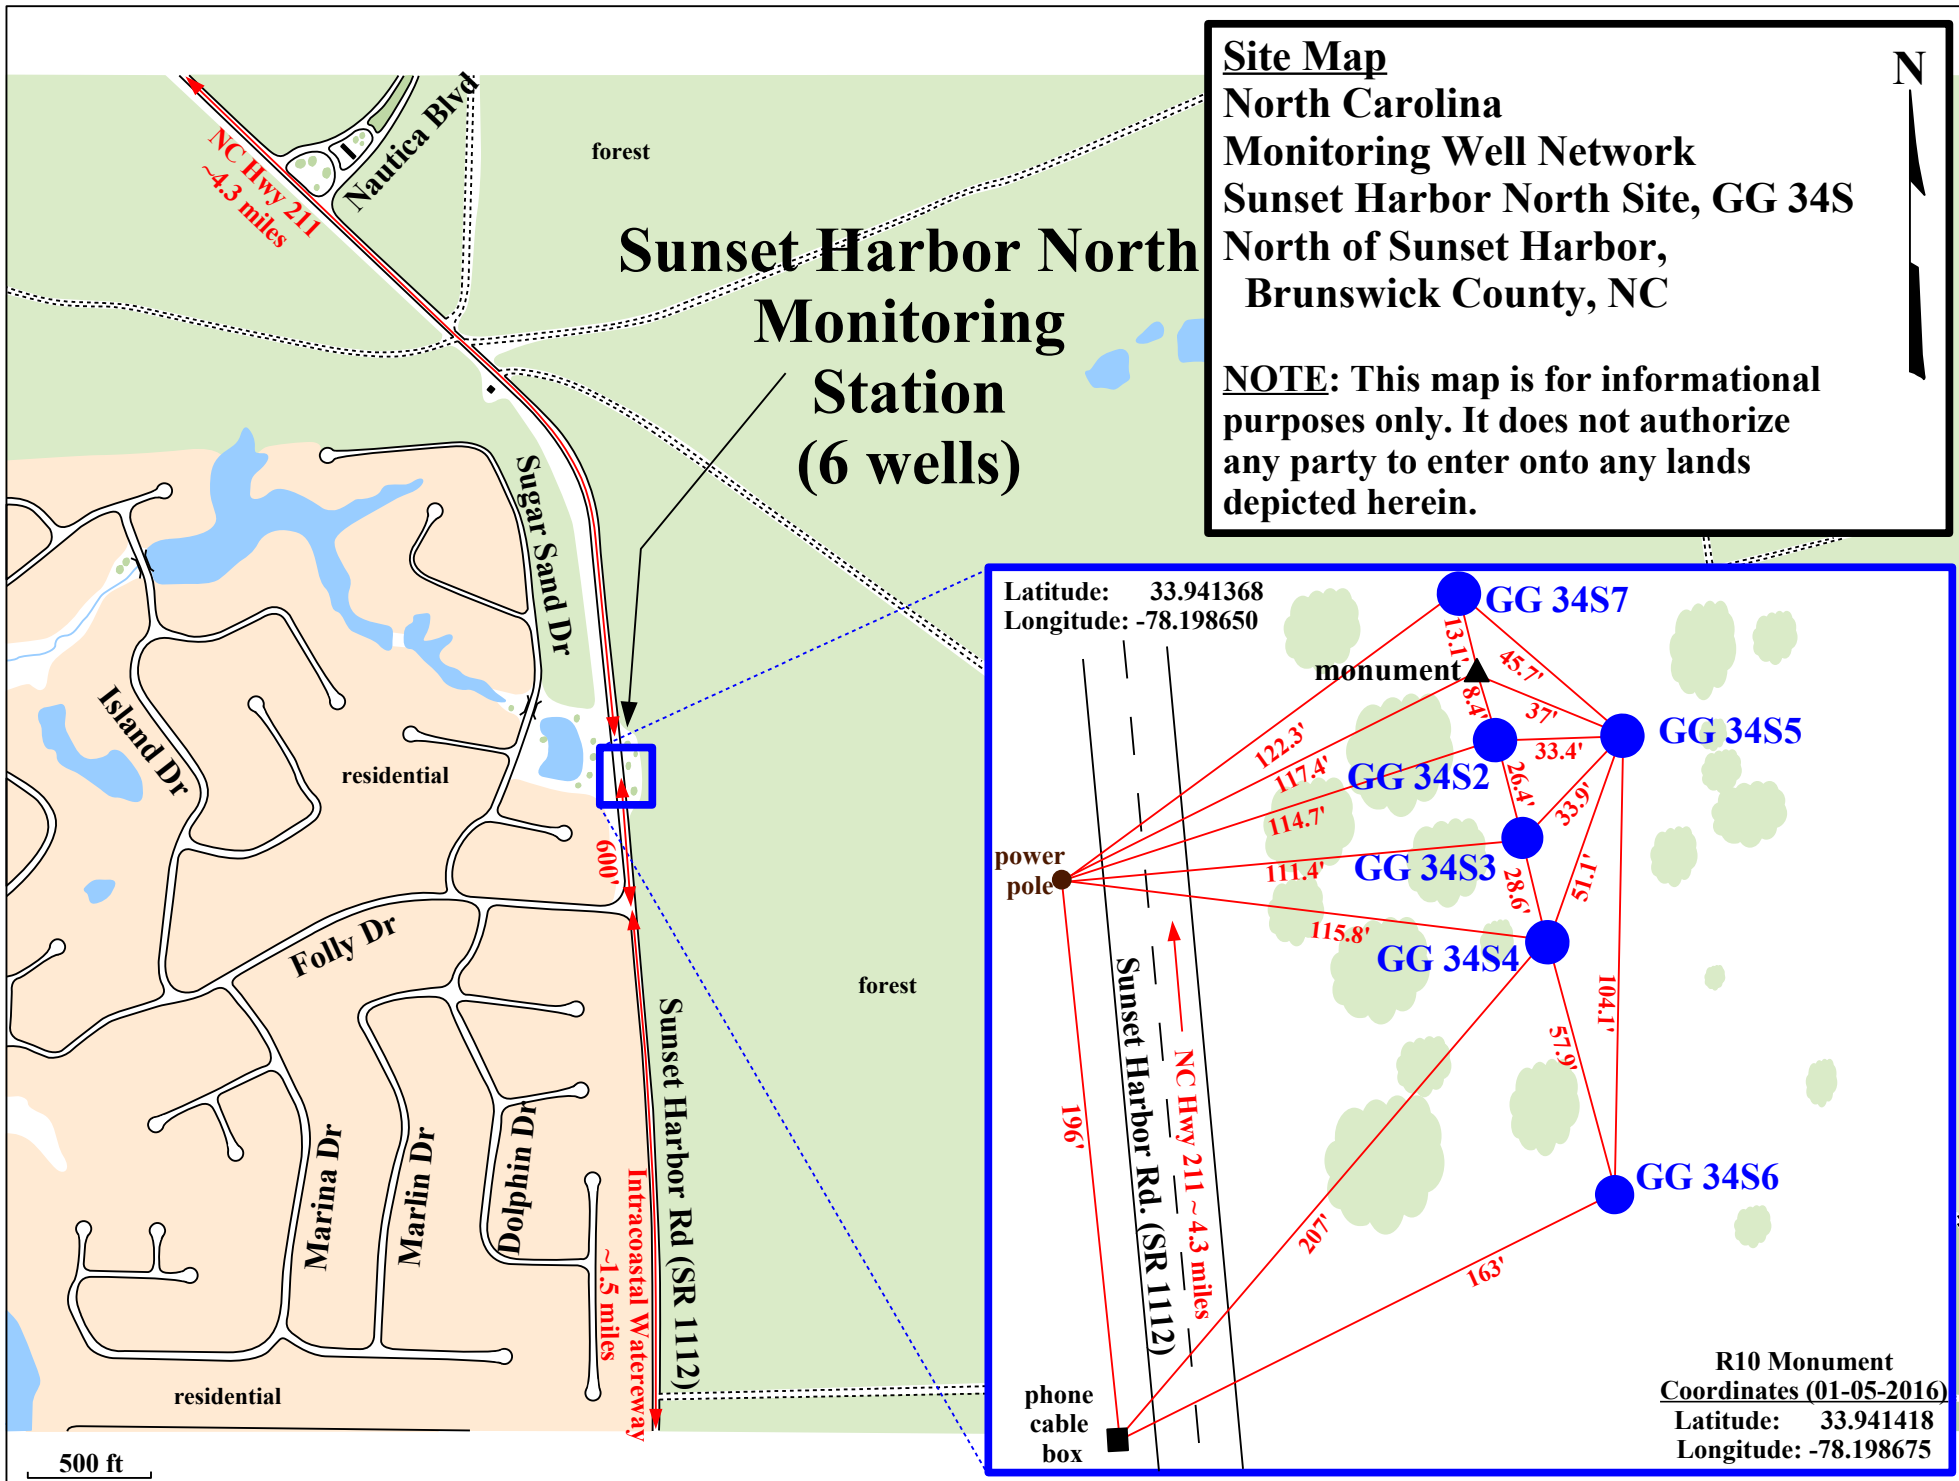 Site Map
North Carolina
Monitoring Well Network
Sunset Harbor North Site, GG 34S
North of Sunset Harbor,
Brunswick County, NC
NOTE: This map is for informational
purposes only. It does not authorize
any party to enter onto any lands
depicted herein.
N
NC Hwy 211
~4.3 miles
Nautica Blvd
forest
Sunset Harbor North
Monitoring
Station
(6 wells)
Sugar Sand Dr
Island Dr
residential
600'
Folly Dr
forest
Sunset Harbor Rd (SR 1112)
Marina Dr
Marlin Dr
Dolphin Dr
Intracoastal Watereway
~1.5 miles
residential
500 ft
Latitude: 33.941368
Longitude: -78.198650
GG 34S7
13.1'
45.7'
monument
8.4'
37'
GG 34S5
122.3'
33.4'
117.4'
GG 34S2
26.4'
33.9'
114.7'
power
pole
111.4'
GG 34S3
28.6'
51.1'
115.8'
GG 34S4
104.1'
57.9'
Sunset Harbor Rd. (SR 1112)
NC Hwy 211 ~ 4.3 miles
196'
GG 34S6
207'
163'
phone
cable
box
R10 Monument
Coordinates (01-05-2016)
Latitude: 33.941418
Longitude: -78.198675